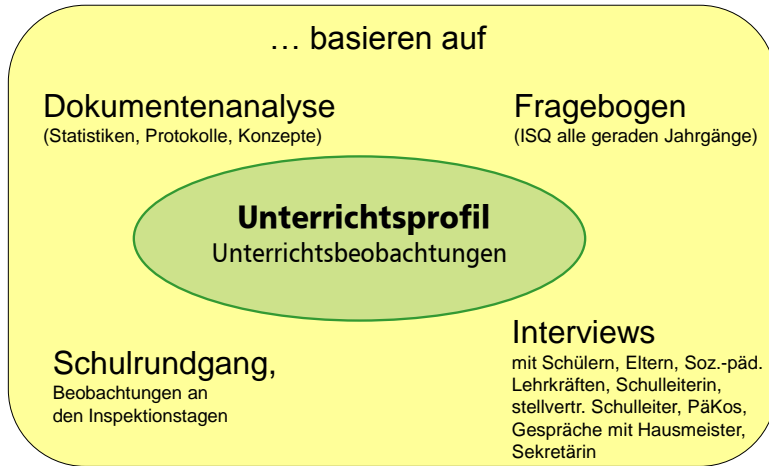 … basieren auf
Dokumentenanalyse
(Statistiken, Protokolle, Konzepte)
Fragebogen
(ISQ alle geraden Jahrgänge)
Unterrichtsprofil
Unterrichtsbeobachtungen
Schulrundgang,
Beobachtungen an
den Inspektionstagen
Interviews
mit Schülern, Eltern, Soz.-päd.
Lehrkräften, Schulleiterin,
stellvertr. Schulleiter, PäKos,
Gespräche mit Hausmeister,
Sekretärin